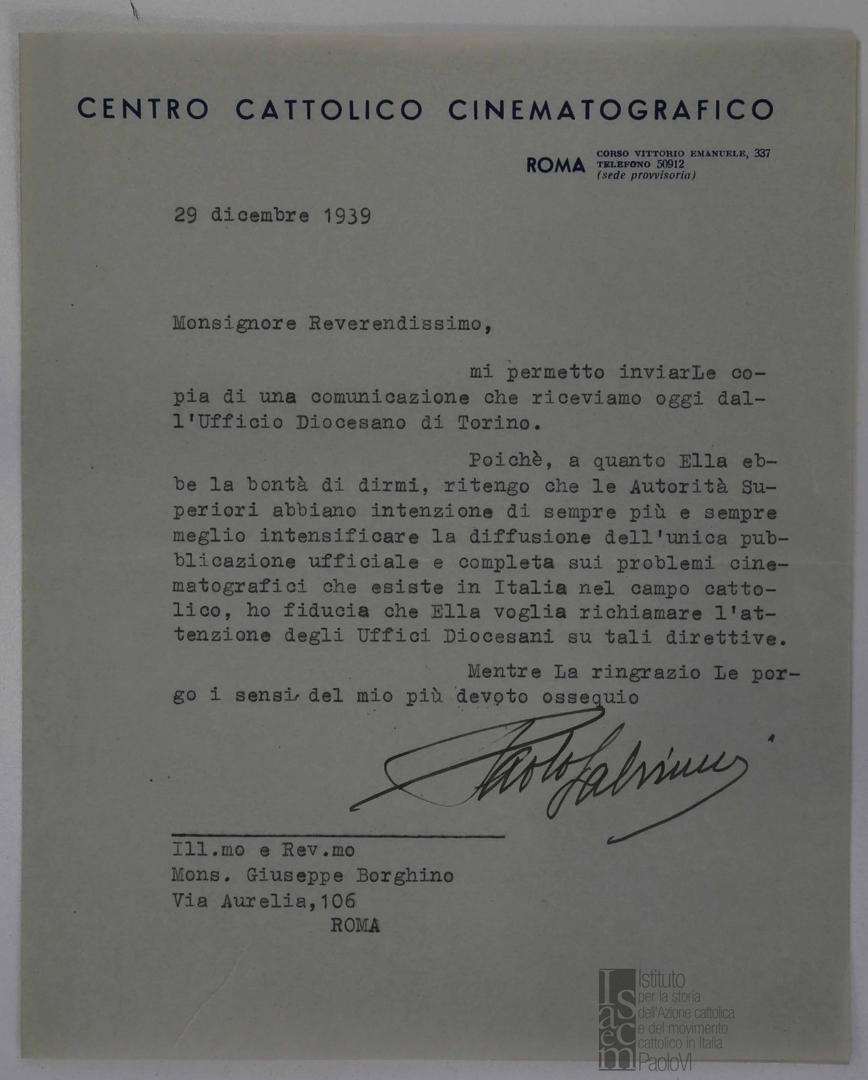 CENTRO CATTOLICO CINEMATOGRAFICO
ROMA
CORSO VITTORIO EMANUELE, 337
TELEFONO 50912
(sede provvisoria)
29 dicembre 1939
Monsignore Reverendissimo,
mi permetto inviarLe co-
pia di una comunicazione che riceviamo oggi dal-
l'Ufficio Diocesano di Torino.
Poichè, a quanto Ella eb-
be la bontà di dirmi, ritengo che le Autorità Su-
periori abbiano intenzione di sempre più e sempre
meglio intensificare la diffusione dell'unica pub-
blicazione ufficiale e completa sui problemi cine-
matografici che esiste in Italia nel campo catto-
lico, ho fiducia che Ella voglia richiamare l'at-
tenzione degli Uffici Diocesani su tali direttive.
Mentre La ringrazio Le por-
go i sensi del mio più devoto ossequio
Paolo
Ill.mo e Rev.mo
Mons. Giuseppe Borghino
Via Aurelia,106
ROMA
Isacem
Istituto
per la storia
dell'Azione cattolica
e del movimento
cattolico in Italia
PaoloVI